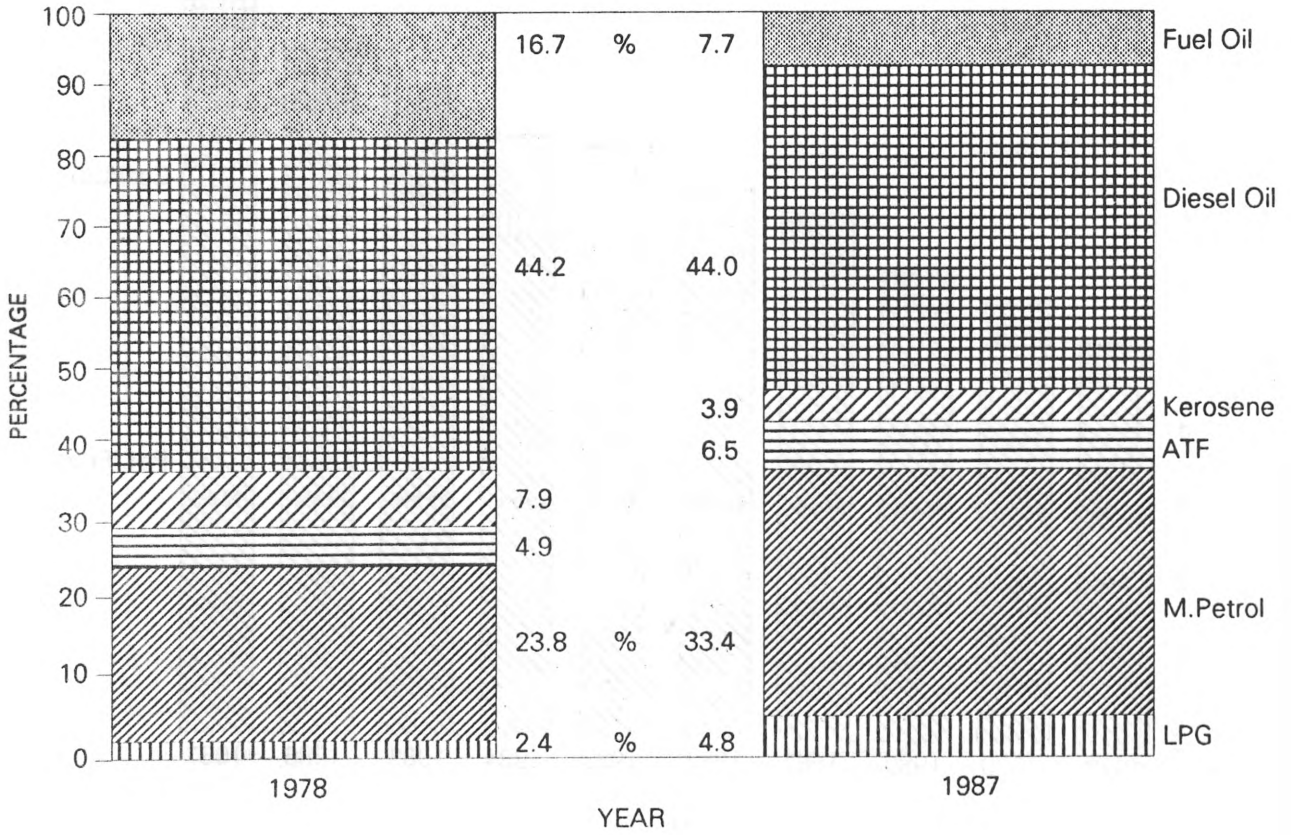 100
16.7 % 7.7 Fuel Oil
90
80
Diesel Oil
70
44.2 44.0
60
PERCENTAGE
50
3.9 Kerosene
40
6.5 ATF
7.9
30
4.9
20
M.Petrol
23.8 % 33.4
10
2.4 % 4.8 LPG
0
1978 1987
YEAR